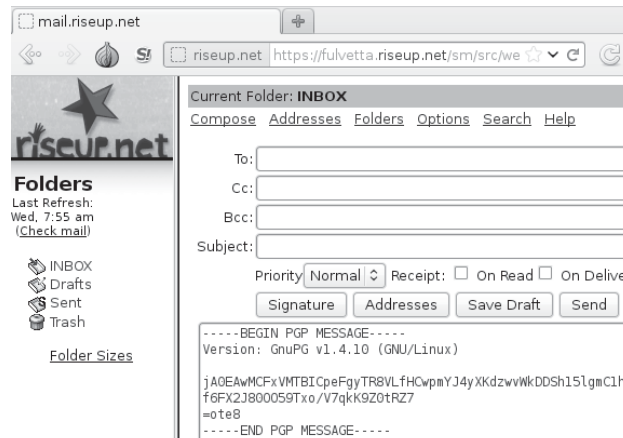 mail.riseup.net
riseup.net https://fulvetta.riseup.net/sm/src/we
riseup.net
Folders
Last Refresh:
Wed, 7:55 am
(Check mail)
INBOX
Drafts
Sent
Trash
Folder Sizes
Current Folder: INBOX
Compose Addresses Folders Options Search Help
To:
Cc:
Bcc:
Subject:
Priority Normal Receipt: On Read On Delive
Signature Addresses Save Draft Send
-----BEGIN PGP MESSAGE-----
Version: GnuPG v1.4.10 (GNU/Linux)
jA0EAwMCFxVMTBICpeFgyTR8VLfHCwpmYJ4yXKdzwvWkDDSh15lgmC1h
f6FX2J800059Txo/V7qkK9Z0tRZ7
=ote8
-----END PGP MESSAGE-----